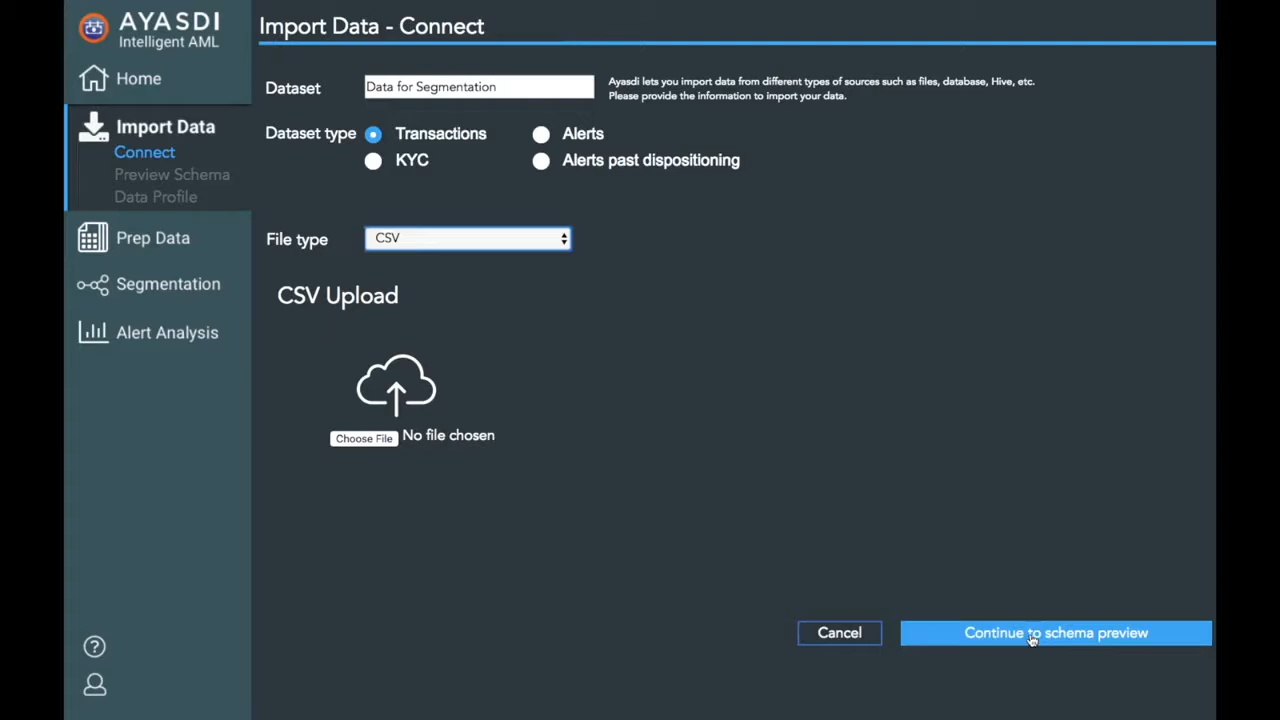 AYASDI
Intelligent AML
Home
Import Data
Connect
Preview Schema
Data Profile
Prep Data
Segmentation
Alert Analysis
?
Import Data - Connect
Dataset Data for Segmentation
Ayasdi lets you import data from different types of sources such as files, database, Hive, etc.
Please provide the information to import your data.
Dataset type Transactions Alerts
KYC Alerts past dispositioning
File type CSV
CSV Upload
Choose File No file chosen
Cancel Continue to schema preview